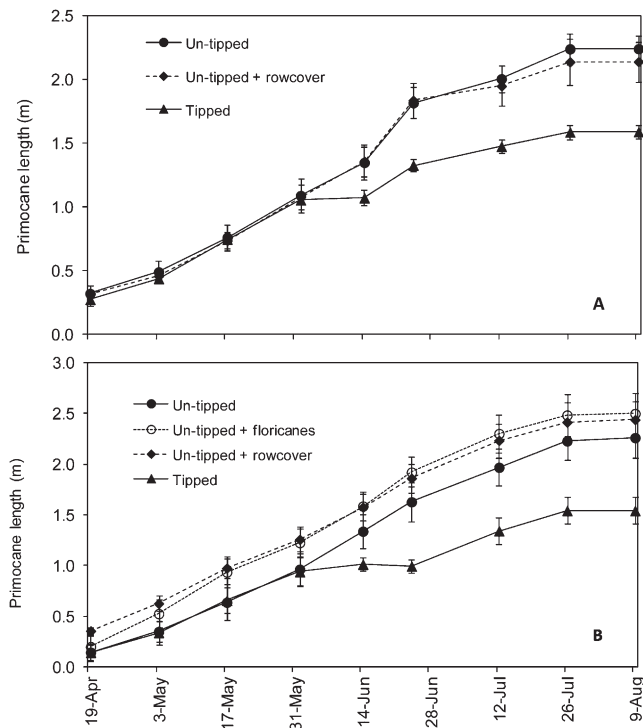 2.5
2.0
1.5
1.0
0.5
0.0
Primocane length (m)
Un-tipped
Un-tipped + rowcover
Tipped
A
3.0
2.5
2.0
1.5
1.0
0.5
0.0
Primocane length (m)
Un-tipped
Un-tipped + floricanes
Un-tipped + rowcover
Tipped
B
19-Apr
3-May
17-May
31-May
14-Jun
28-Jun
12-Jul
26-Jul
9-Aug